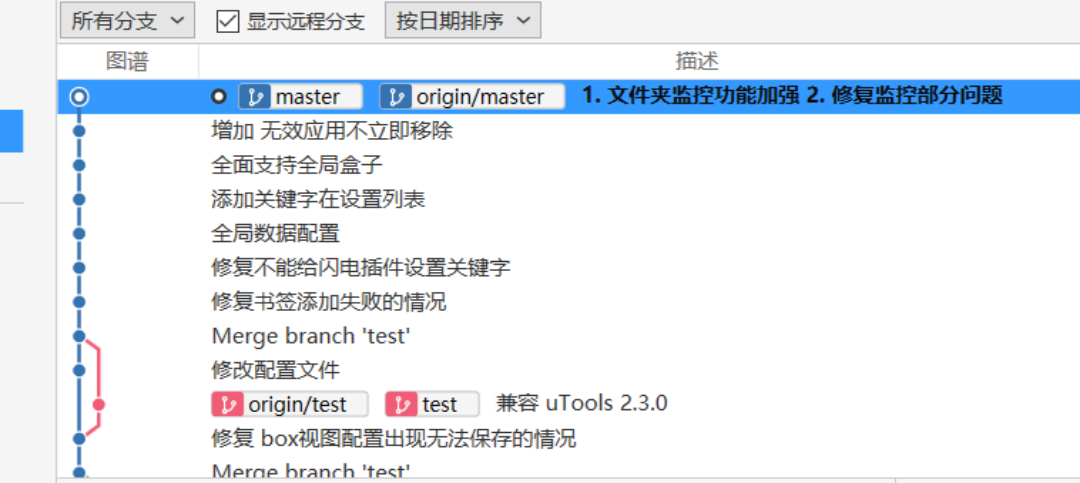 所有分支 显示远程分支 按日期排序
图谱 描述
master origin/master 1. 文件夹监控功能加强 2. 修复监控部分问题
增加 无效应用不立即移除
全面支持全局盒子
添加关键字在设置列表
全局数据配置
修复不能给闪电插件设置关键字
修复书签添加失败的情况
Merge branch 'test'
修改配置文件
origin/test test 兼容 uTools 2.3.0
修复 box视图配置出现无法保存的情况
Merge branch 'test'